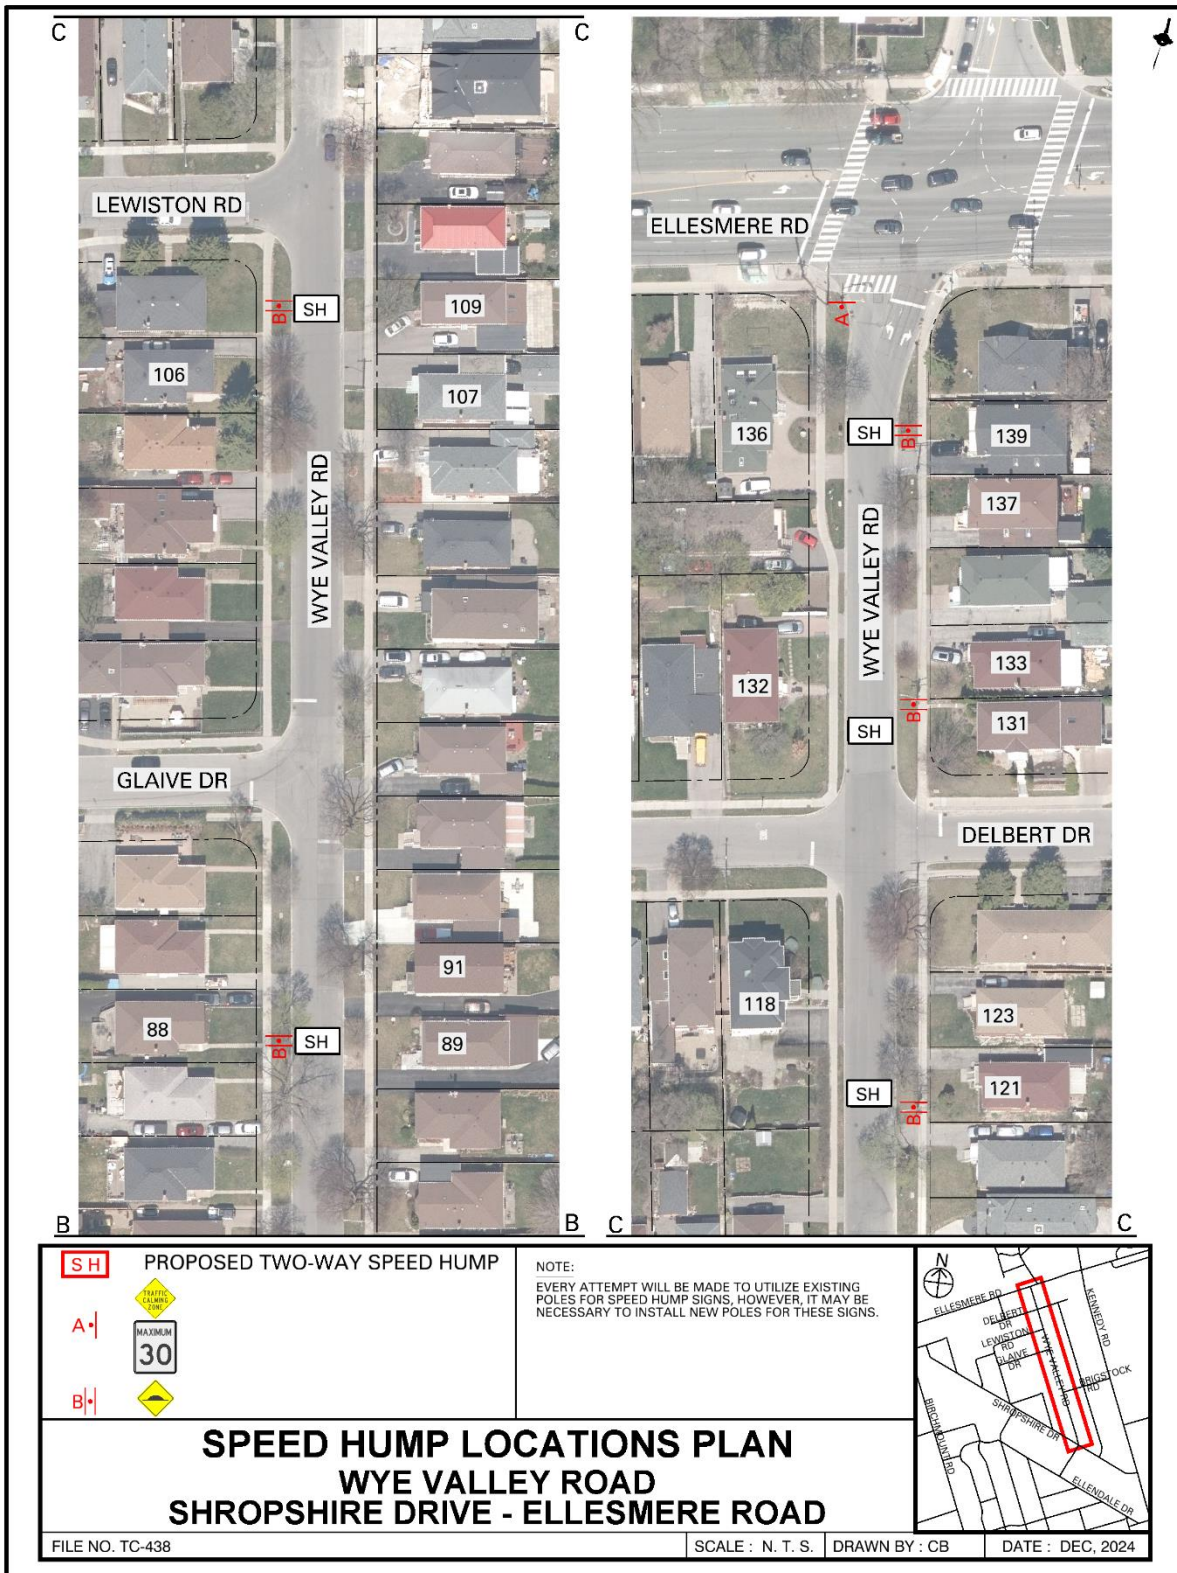 C
C
LEWISTON RD
B
SH
109
106
107
WYE VALLEY RD
GLAIVE DR
91
88
89
B
SH
B
B
ELLESMERE RD
A
136
SH
B
139
137
WYE VALLEY RD
133
132
B
131
SH
DELBERT DR
118
123
121
SH
B
C
C
SH PROPOSED TWO-WAY SPEED HUMP
TRAFFIC
CALMING
ZONE
A
MAXIMUM
30
B
NOTE:
EVERY ATTEMPT WILL BE MADE TO UTILIZE EXISTING
POLES FOR SPEED HUMP SIGNS, HOWEVER, IT MAY BE
NECESSARY TO INSTALL NEW POLES FOR THESE SIGNS.
N
ELLESMERE RD
DELBERT
DR
LEWISTON
RD
GLAIVE
DR
WYE VALLEY RD
KENNEDY RD
BRIGSTOCK
RD
SHROPSHIRE DR
BIRCHMOUNT RD
ELLENDALE DR
SPEED HUMP LOCATIONS PLAN
WYE VALLEY ROAD
SHROPSHIRE DRIVE - ELLESMERE ROAD
FILE NO. TC-438
SCALE : N. T. S.
DRAWN BY : CB
DATE : DEC, 2024